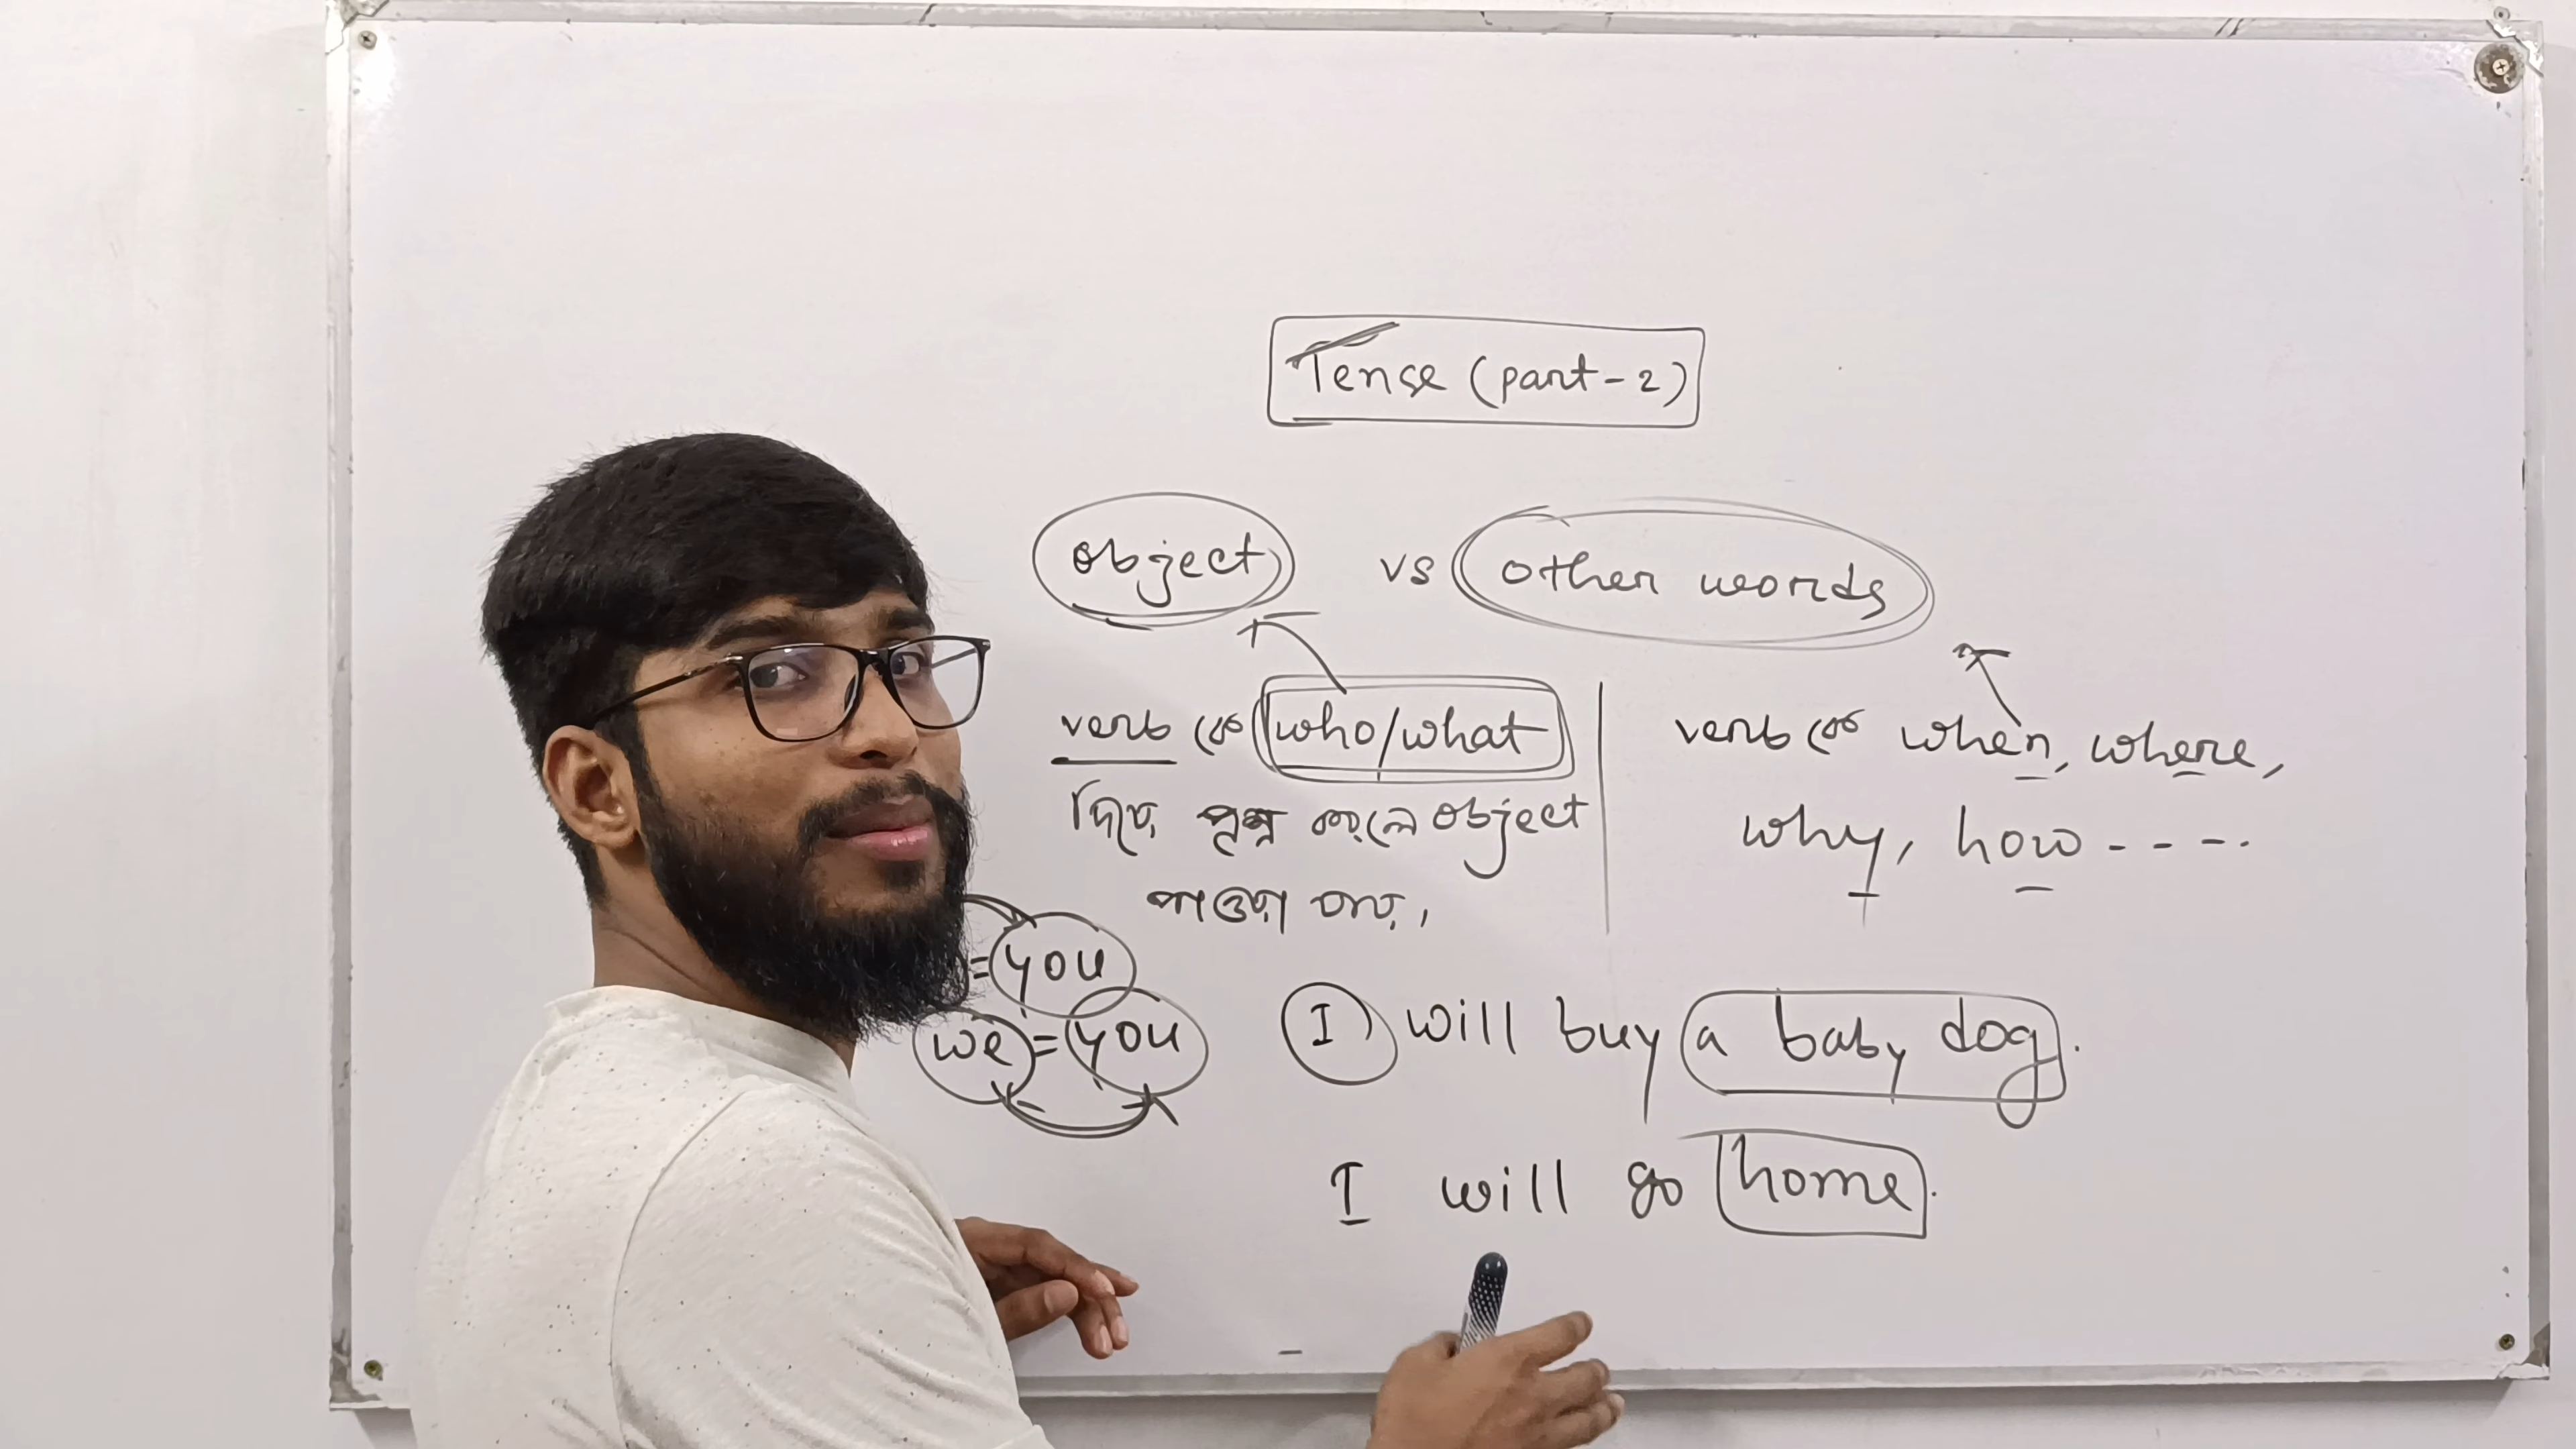 Tense (part-2)
object vs other words
verb কে who/what
দিয়ে প্রশ্ন করলে object
পাওয়া যায়,
verb কে when, where,
why, how ----.
= you
we = you
I will buy a baby dog.
I will go home.